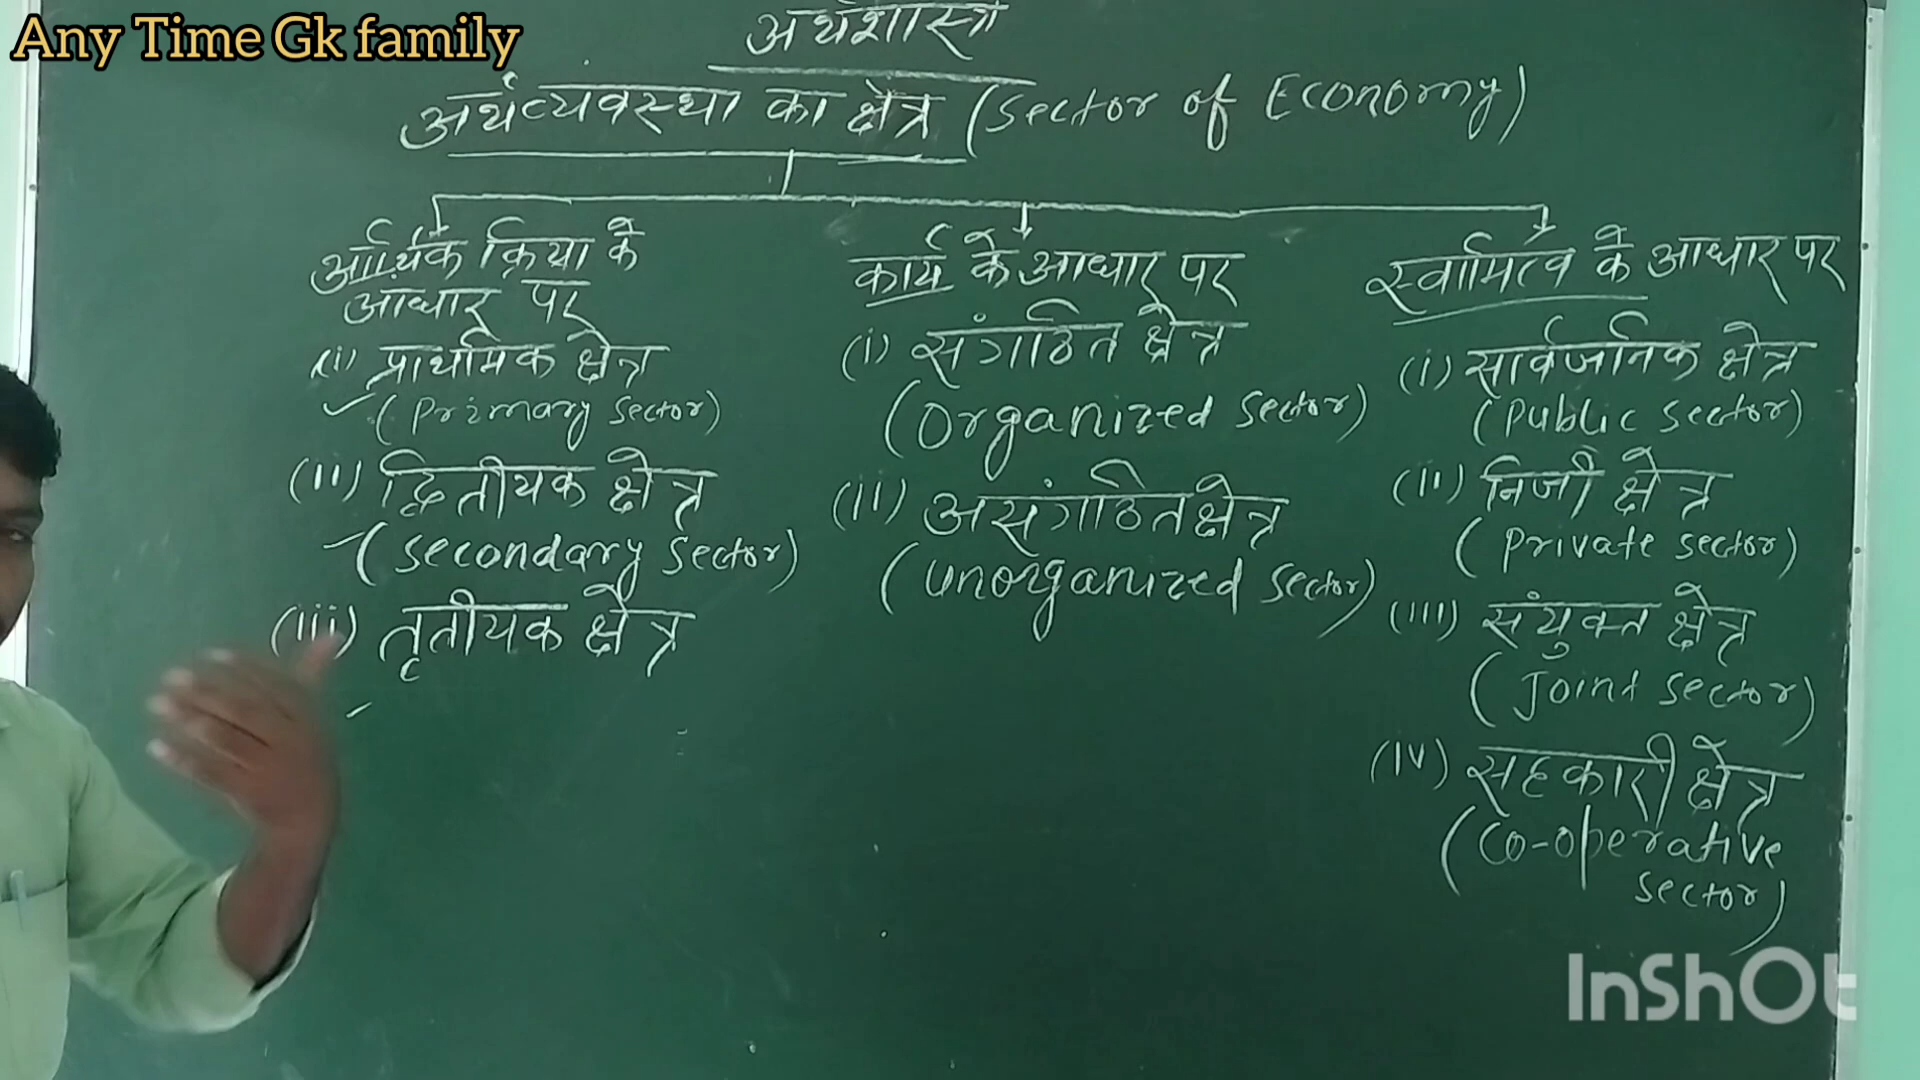 Any Time Gk family
अर्थशास्त्र
अर्थव्यवस्था का क्षेत्र (Sector of Economy)
आर्थिक क्रिया के
आधार पर
(i) प्राथमिक क्षेत्र
(Primary Sector)
(ii) द्वितीयक क्षेत्र
(Secondary Sector)
(iii) तृतीयक क्षेत्र
कार्य के आधार पर
(i) संगठित क्षेत्र
(Organized Sector)
(ii) असंगठित क्षेत्र
(Unorganized Sector)
स्वामित्व के आधार पर
(i) सार्वजनिक क्षेत्र
(Public Sector)
(ii) निजी क्षेत्र
(Private Sector)
(iii) संयुक्त क्षेत्र
(Joint Sector)
(iv) सहकारी क्षेत्र
(Co-operative
Sector)
InShOt